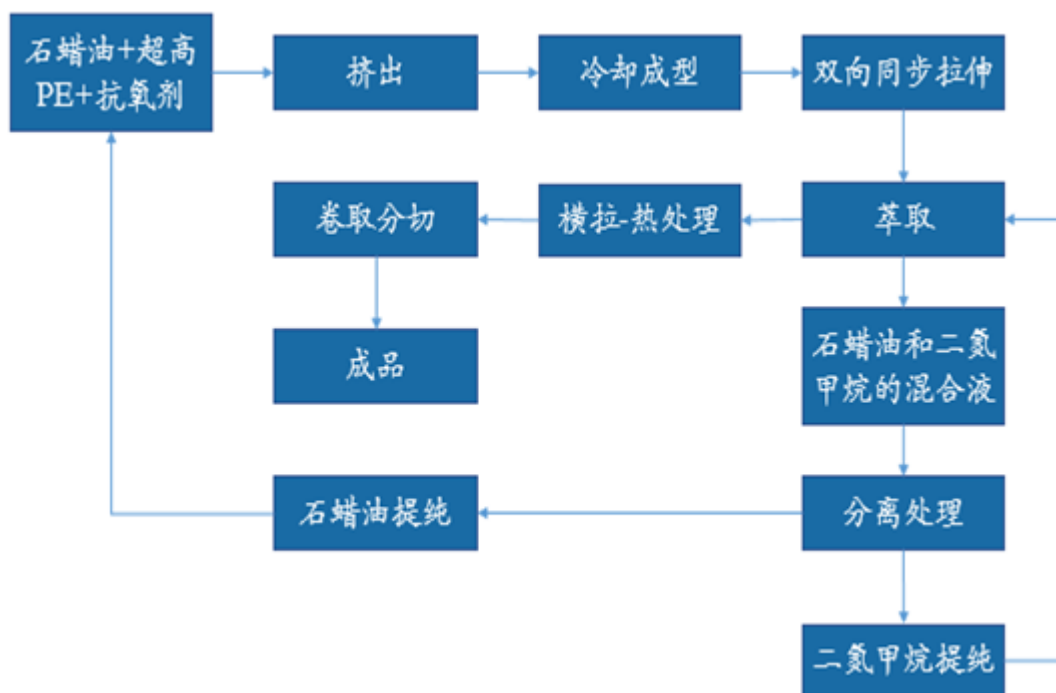 石蜡油+超高
PE+抗氧剂
挤出
冷却成型
双向同步拉伸
卷取分切
横拉-热处理
萃取
成品
石蜡油和二氯
甲烷的混合液
石蜡油提纯
分离处理
二氯甲烷提纯